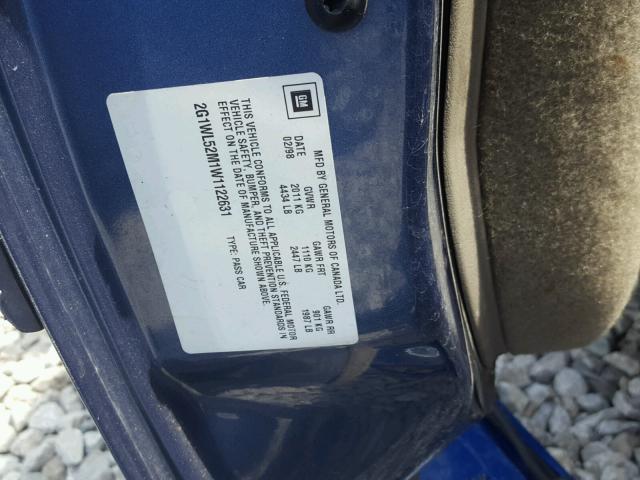 GM
MFD BY GENERAL MOTORS OF CANADA LTD.
DATE GVWR GAWR FRT GAWR RR
02/98 2011 KG 1110 KG 901 KG
4434 LB 2447 LB 1987 LB
THIS VEHICLE CONFORMS TO ALL APPLICABLE U.S. FEDERAL MOTOR
VEHICLE SAFETY, BUMPER, AND THEFT PREVENTION STANDARDS IN
EFFECT ON THE DATE OF MANUFACTURE SHOWN ABOVE.
2G1WL52M1W1122631 TYPE: PASS CAR